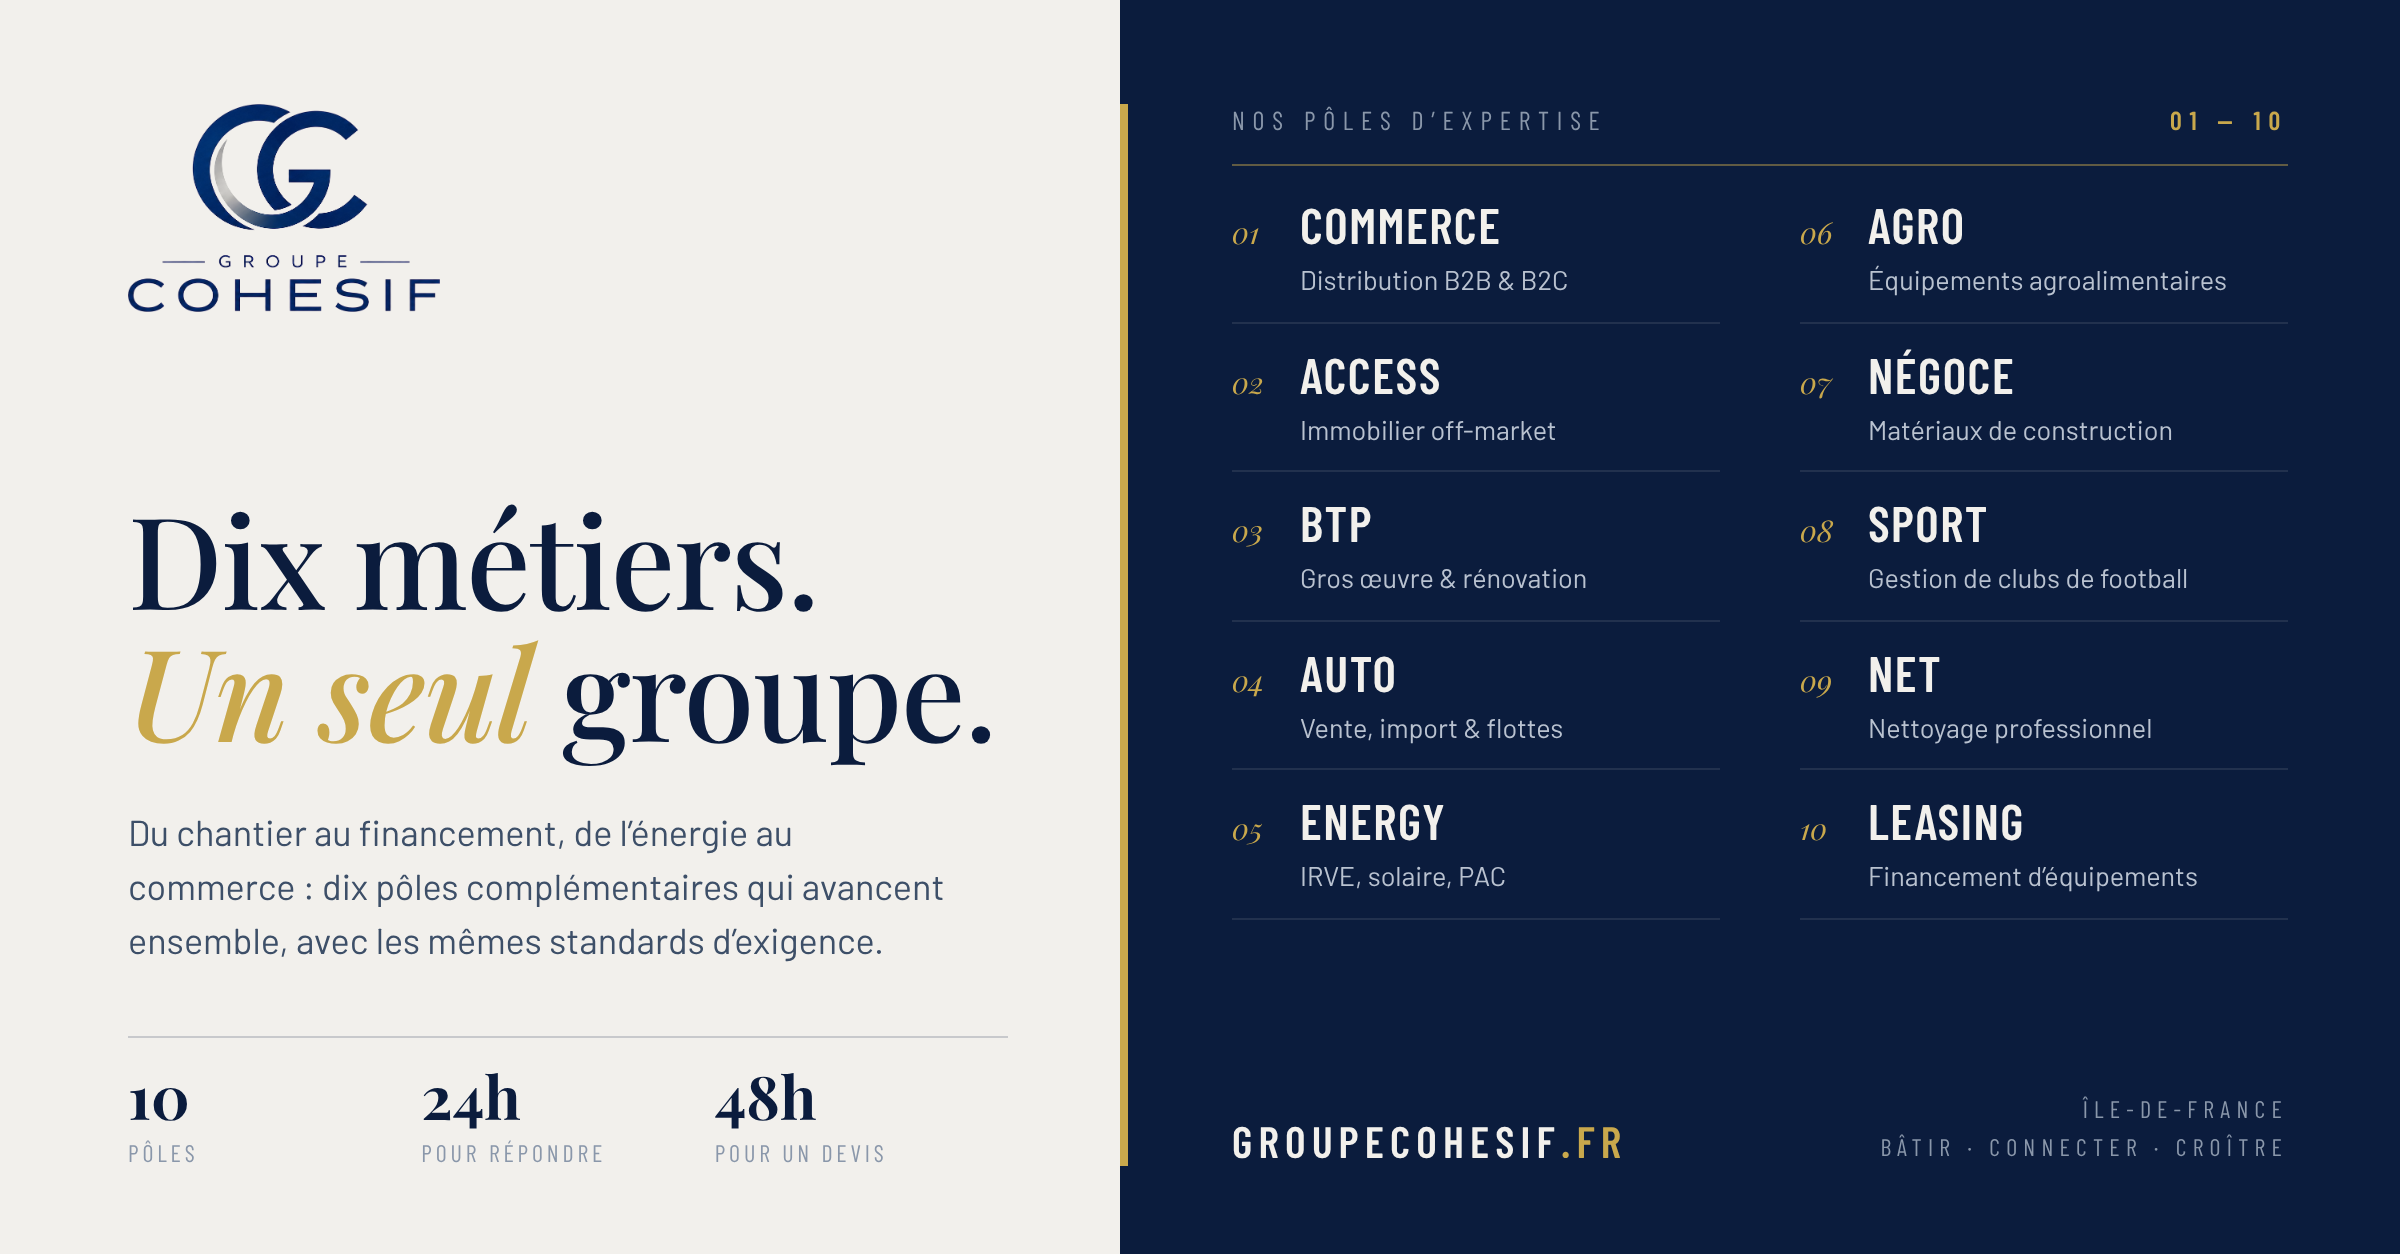 GC
GROUPE
COHESIF
Dix métiers.
Un seul groupe.
Du chantier au financement, de l’énergie au
commerce : dix pôles complémentaires qui avancent
ensemble, avec les mêmes standards d’exigence.
10
PÔLES
24h
POUR RÉPONDRE
48h
POUR UN DEVIS
NOS PÔLES D’EXPERTISE
01 — 10
01 COMMERCE
Distribution B2B & B2C
02 ACCESS
Immobilier off-market
03 BTP
Gros œuvre & rénovation
04 AUTO
Vente, import & flottes
05 ENERGY
IRVE, solaire, PAC
06 AGRO
Équipements agroalimentaires
07 NÉGOCE
Matériaux de construction
08 SPORT
Gestion de clubs de football
09 NET
Nettoyage professionnel
10 LEASING
Financement d’équipements
GROUPECOHESIF.FR
ÎLE-DE-FRANCE
BÂTIR · CONNECTER · CROÎTRE